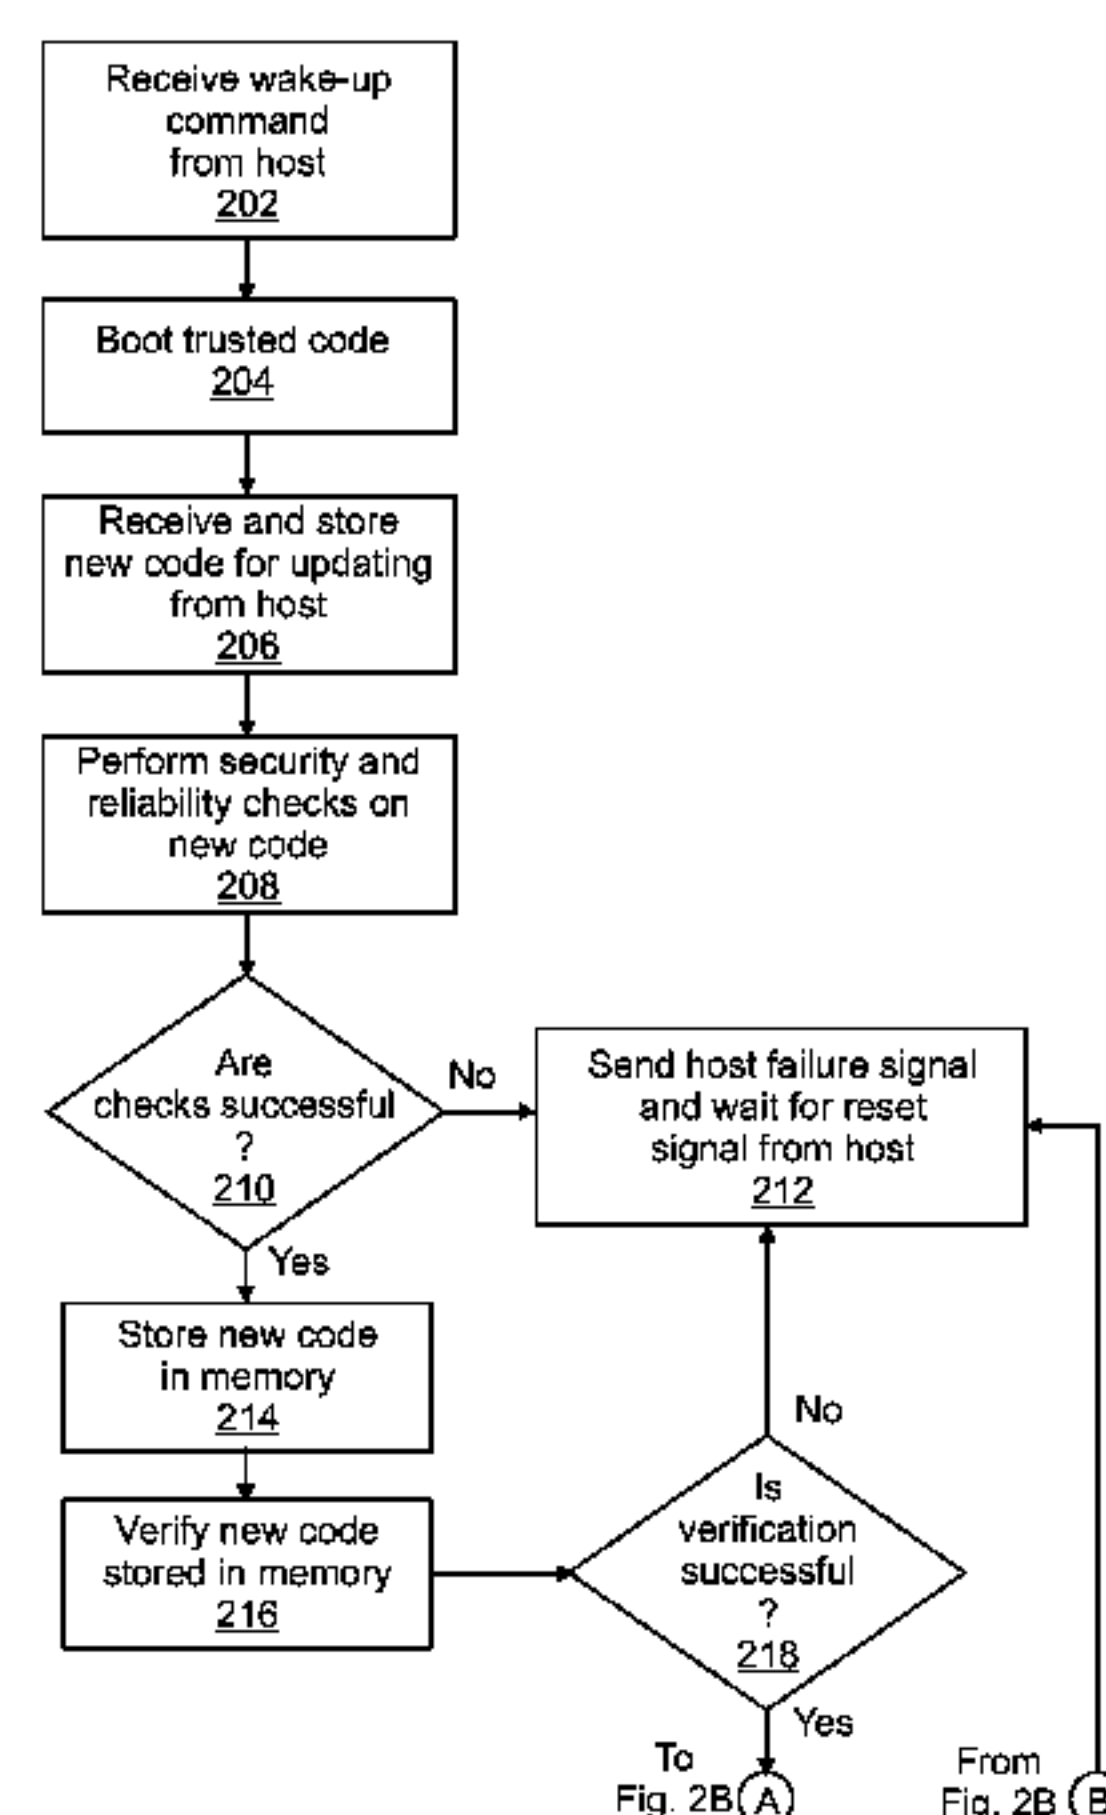 Receive wake-up
command
from host
202
Boot trusted code
204
Receive and store
new code for updating
from host
206
Perform security and
reliability checks on
new code
208
Are
checks successful
?
210
No
Send host failure signal
and wait for reset
signal from host
212
Yes
Store new code
in memory
214
Verify new code
stored in memory
216
No
Is
verification
successful
?
218
Yes
To
Fig. 2B
A
From
Fig. 2B
B